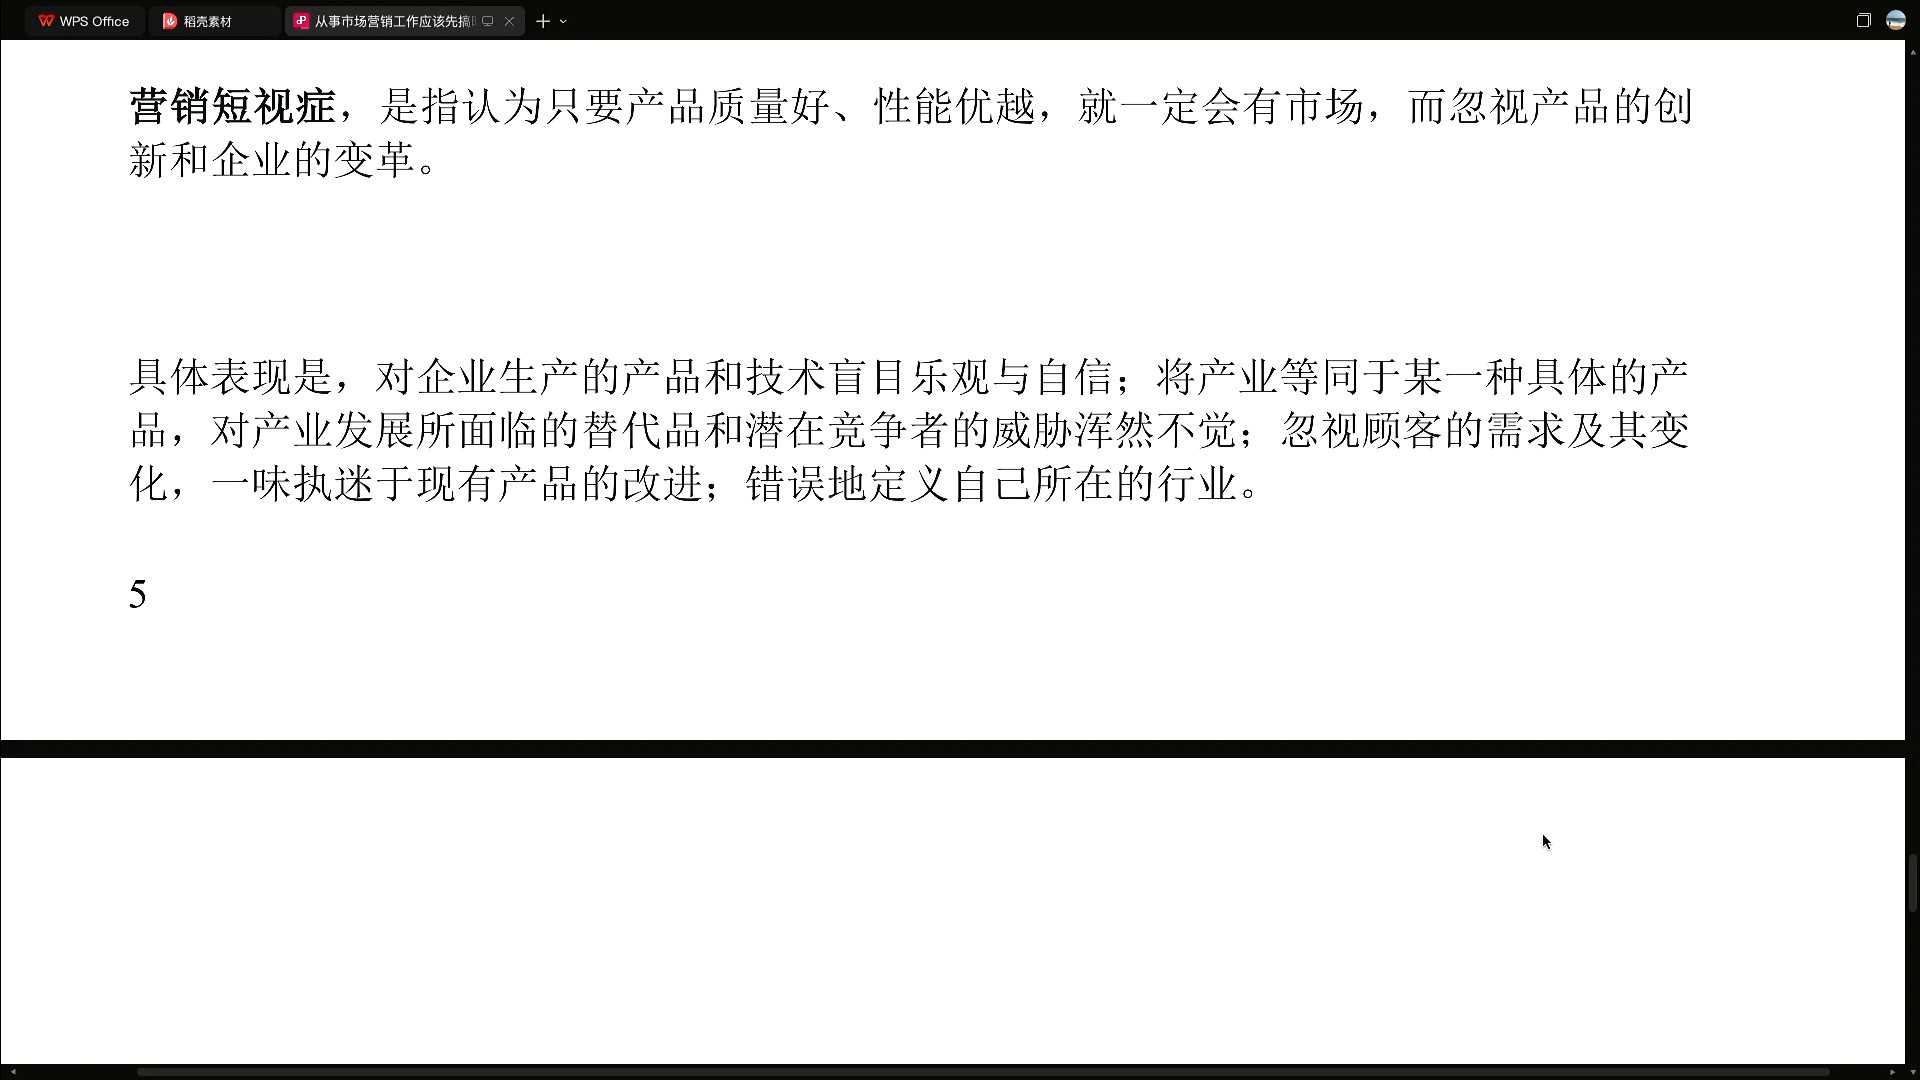 WPS Office
稻壳素材
从事市场营销工作应该先搞
营销短视症，是指认为只要产品质量好、性能优越，就一定会有市场，而忽视产品的创
新和企业的变革。
具体表现是，对企业生产的产品和技术盲目乐观与自信；将产业等同于某一种具体的产
品，对产业发展所面临的替代品和潜在竞争者的威胁浑然不觉；忽视顾客的需求及其变
化，一味执迷于现有产品的改进；错误地定义自己所在的行业。
5